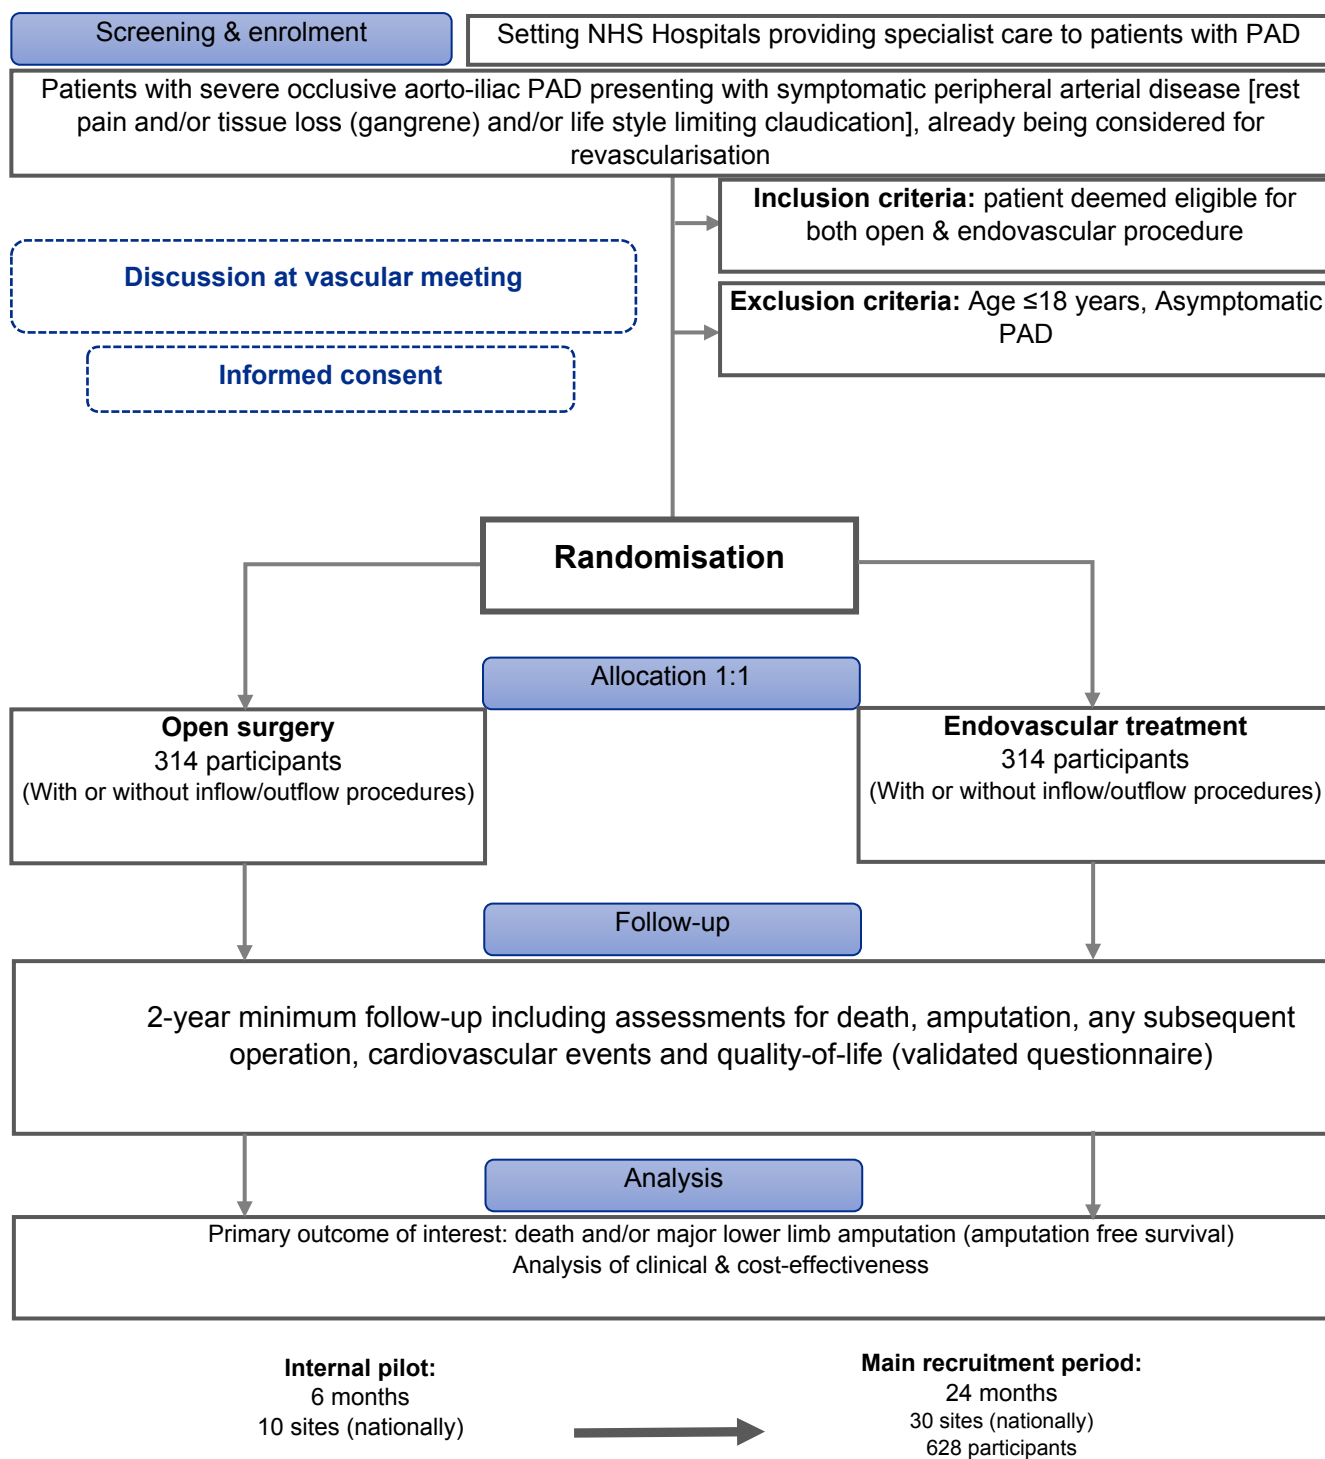 Screening & enrolment
Setting NHS Hospitals providing specialist care to patients with PAD
Patients with severe occlusive aorto-iliac PAD presenting with symptomatic peripheral arterial disease [rest
pain and/or tissue loss (gangrene) and/or life style limiting claudication], already being considered for
revascularisation
Inclusion criteria: patient deemed eligible for
both open & endovascular procedure
Discussion at vascular meeting
Exclusion criteria: Age ≤18 years, Asymptomatic
PAD
Informed consent
Randomisation
Allocation 1:1
Open surgery
314 participants
(With or without inflow/outflow procedures)
Endovascular treatment
314 participants
(With or without inflow/outflow procedures)
Follow-up
2-year minimum follow-up including assessments for death, amputation, any subsequent
operation, cardiovascular events and quality-of-life (validated questionnaire)
Analysis
Primary outcome of interest: death and/or major lower limb amputation (amputation free survival)
Analysis of clinical & cost-effectiveness
Internal pilot:
6 months
10 sites (nationally)
Main recruitment period:
24 months
30 sites (nationally)
628 participants